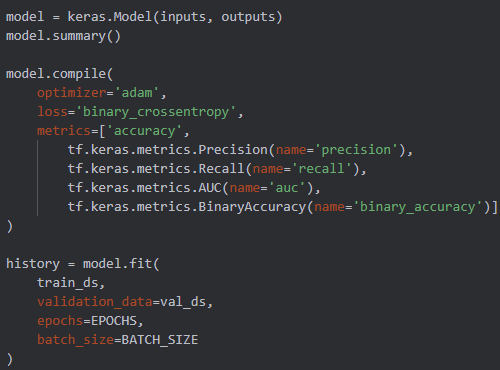 model = keras.Model(inputs, outputs)
model.summary()

model.compile(
    optimizer='adam',
    loss='binary_crossentropy',
    metrics=['accuracy',
        tf.keras.metrics.Precision(name='precision'),
        tf.keras.metrics.Recall(name='recall'),
        tf.keras.metrics.AUC(name='auc'),
        tf.keras.metrics.BinaryAccuracy(name='binary_accuracy')]
)

history = model.fit(
    train_ds,
    validation_data=val_ds,
    epochs=EPOCHS,
    batch_size=BATCH_SIZE
)